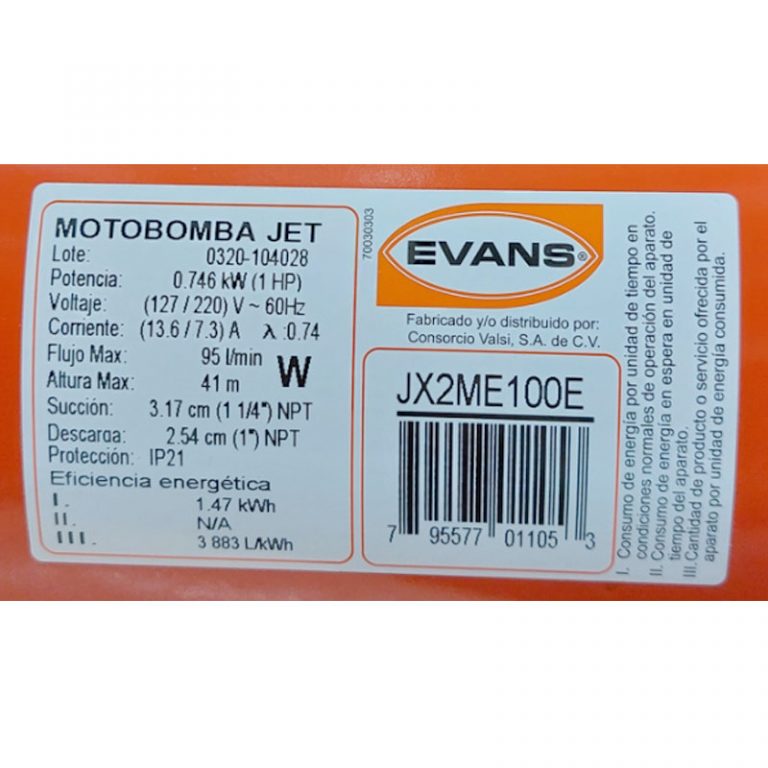 MOTOBOMBA JET
Lote: 0320-104028
Potencia: 0.746 kW (1 HP)
Voltaje: (127 / 220) V ~ 60Hz
Corriente: (13.6 / 7.3) A λ :0.74
Flujo Max: 95 l/min
W
Altura Max: 41 m
Succión: 3.17 cm (1 1/4") NPT
Descarga: 2.54 cm (1") NPT
Protección: IP21
Eficiencia energética
I. 1.47 kWh
II. N/A
III. 3 883 L/kWh
70030303
EVANS®
Fabricado y/o distribuido por:
Consorcio Valsi, S.A. de C.V.
JX2ME100E
7 95577 01105 3
I. Consumo de energía por unidad de tiempo en
condiciones normales de operación del aparato.
II. Consumo de energía en espera en unidad de
tiempo del aparato.
III. Cantidad de producto o servicio ofrecida por el
aparato por unidad de energía consumida.